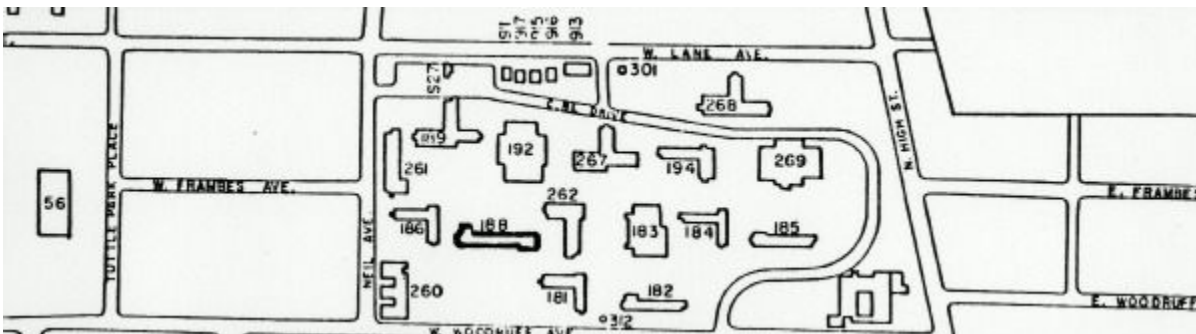 913
W. LANE AVE.
301
268
N. HIGH ST.
TUTTLE PARK PLACE
192
267
194
269
261
W. FRAMBES AVE.
56
262
E. FRAMBES
NEIL AVE.
186
188
183
184
185
260
181
182
312
E. WOODRUFF